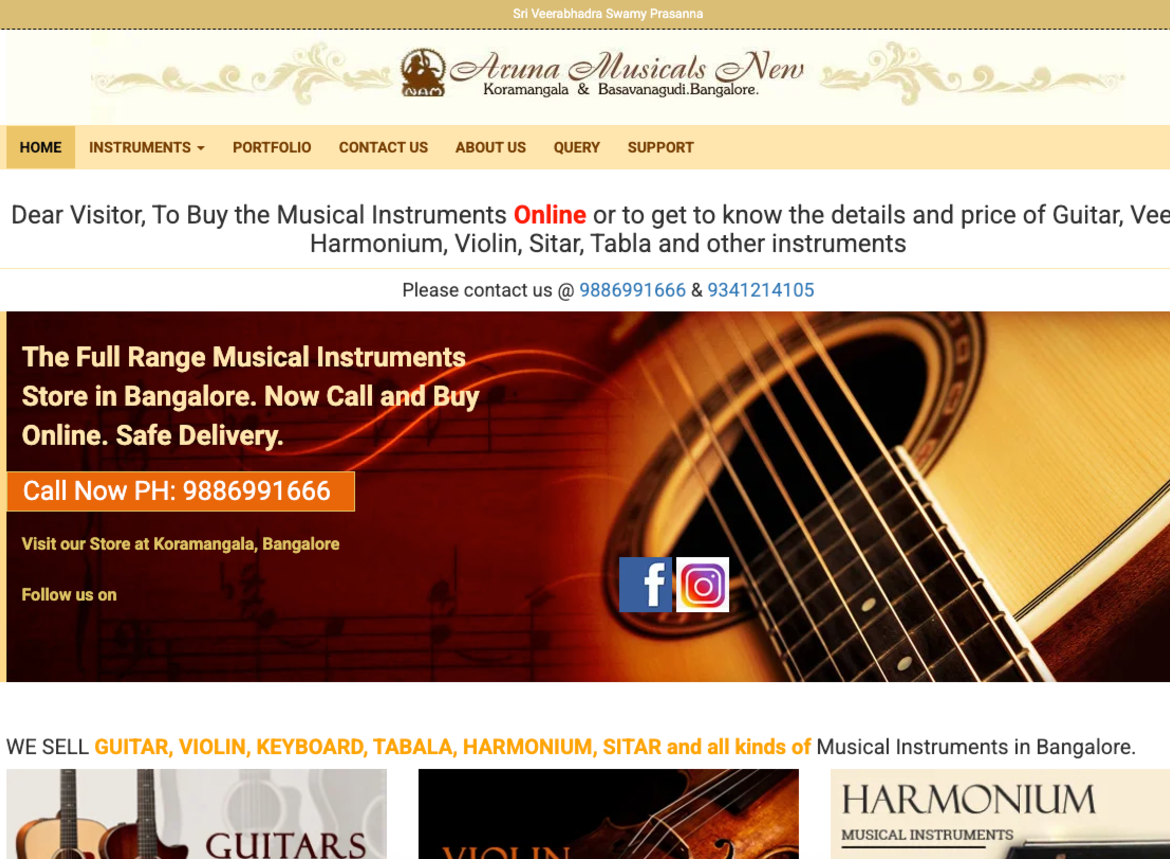 Sri Veerabhadra Swamy Prasanna
NAM
Aruna Musicals New
Koramangala & Basavanagudi.Bangalore.
HOME INSTRUMENTS PORTFOLIO CONTACT US ABOUT US QUERY SUPPORT
Dear Visitor, To Buy the Musical Instruments Online or to get to know the details and price of Guitar, Vee
Harmonium, Violin, Sitar, Tabla and other instruments
Please contact us @ 9886991666 & 9341214105
The Full Range Musical Instruments
Store in Bangalore. Now Call and Buy
Online. Safe Delivery.
Call Now PH: 9886991666
Visit our Store at Koramangala, Bangalore
Follow us on
WE SELL GUITAR, VIOLIN, KEYBOARD, TABALA, HARMONIUM, SITAR and all kinds of Musical Instruments in Bangalore.
GUITARS
VIOLIN
HARMONIUM
MUSICAL INSTRUMENTS